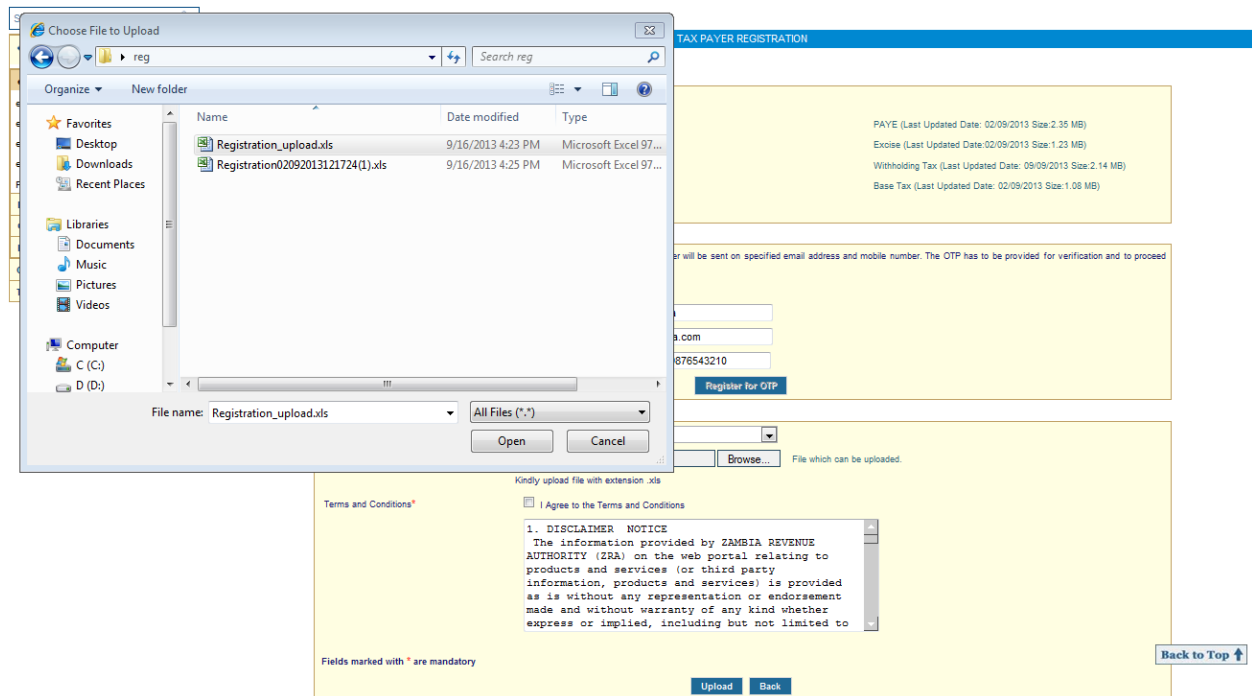 Choose File to Upload
reg
Search reg
Organize
New folder
Favorites
Desktop
Downloads
Recent Places
Libraries
Documents
Music
Pictures
Videos
Computer
C (C:)
D (D:)
Name
Date modified
Type
Registration_upload.xls
9/16/2013 4:23 PM
Microsoft Excel 97...
Registration02092013121724(1).xls
9/16/2013 4:25 PM
Microsoft Excel 97...
File name:
Registration_upload.xls
All Files (*.*)
Open
Cancel
TAX PAYER REGISTRATION
PAYE (Last Updated Date: 02/09/2013 Size:2.35 MB)
Excise (Last Updated Date:02/09/2013 Size:1.23 MB)
Withholding Tax (Last Updated Date: 09/09/2013 Size:2.14 MB)
Base Tax (Last Updated Date: 02/09/2013 Size:1.08 MB)
will be sent on specified email address and mobile number. The OTP has to be provided for verification and to proceed
a.com
9876543210
Register for OTP
Browse...
File which can be uploaded.
Kindly upload file with extension .xls
Terms and Conditions*
I Agree to the Terms and Conditions
1. DISCLAIMER NOTICE
The information provided by ZAMBIA REVENUE
AUTHORITY (ZRA) on the web portal relating to
products and services (or third party
information, products and services) is provided
as is without any representation or endorsement
made and without warranty of any kind whether
express or implied, including but not limited to
Fields marked with * are mandatory
Back to Top
Upload
Back